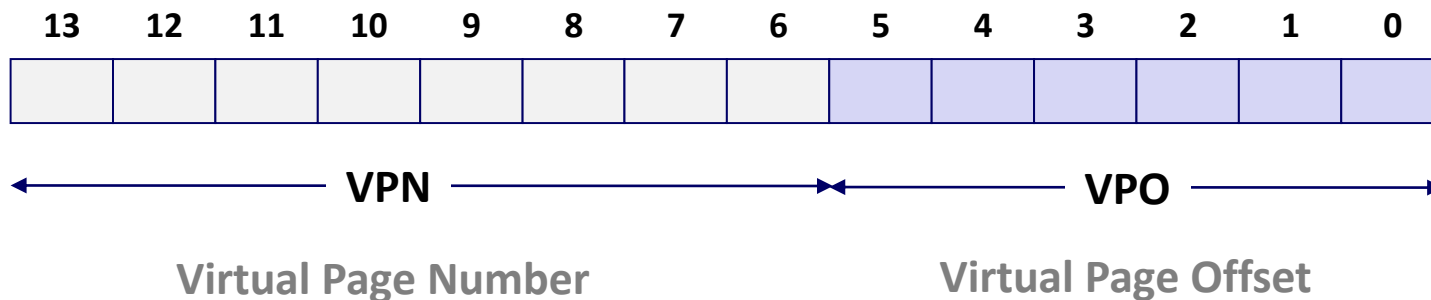 13 12 11 10 9 8 7 6 5 4 3 2 1 0
VPN VPO
Virtual Page Number Virtual Page Offset